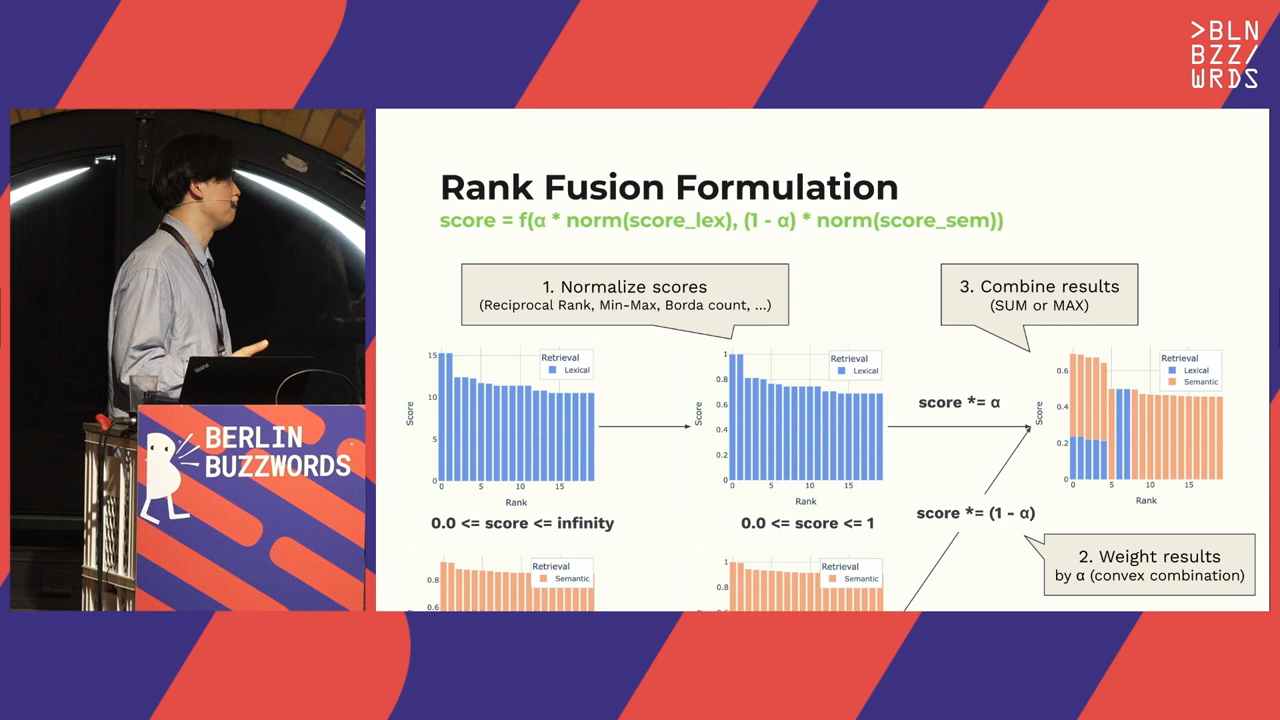 >BLN
BZZ/
WRDS
Rank Fusion Formulation
score = f(α * norm(score_lex), (1 - α) * norm(score_sem))
1. Normalize scores
(Reciprocal Rank, Min-Max, Borda count, ...)
3. Combine results
(SUM or MAX)
Retrieval
Lexical
Score
15
10
5
0
0 5 10 15
Rank
0.0 <= score <= infinity
Retrieval
Lexical
Score
1
0.8
0.6
0.4
0.2
0
0 5 10 15
Rank
0.0 <= score <= 1
score *= α
score *= (1 - α)
Retrieval
Lexical
Semantic
Score
0.6
0.4
0.2
0
0 5 10 15
Rank
2. Weight results
by α (convex combination)
Retrieval
Semantic
0.8
0.6
Retrieval
Semantic
1
0.8
0.6
ThinkPad
BERLIN
BUZZWORDS